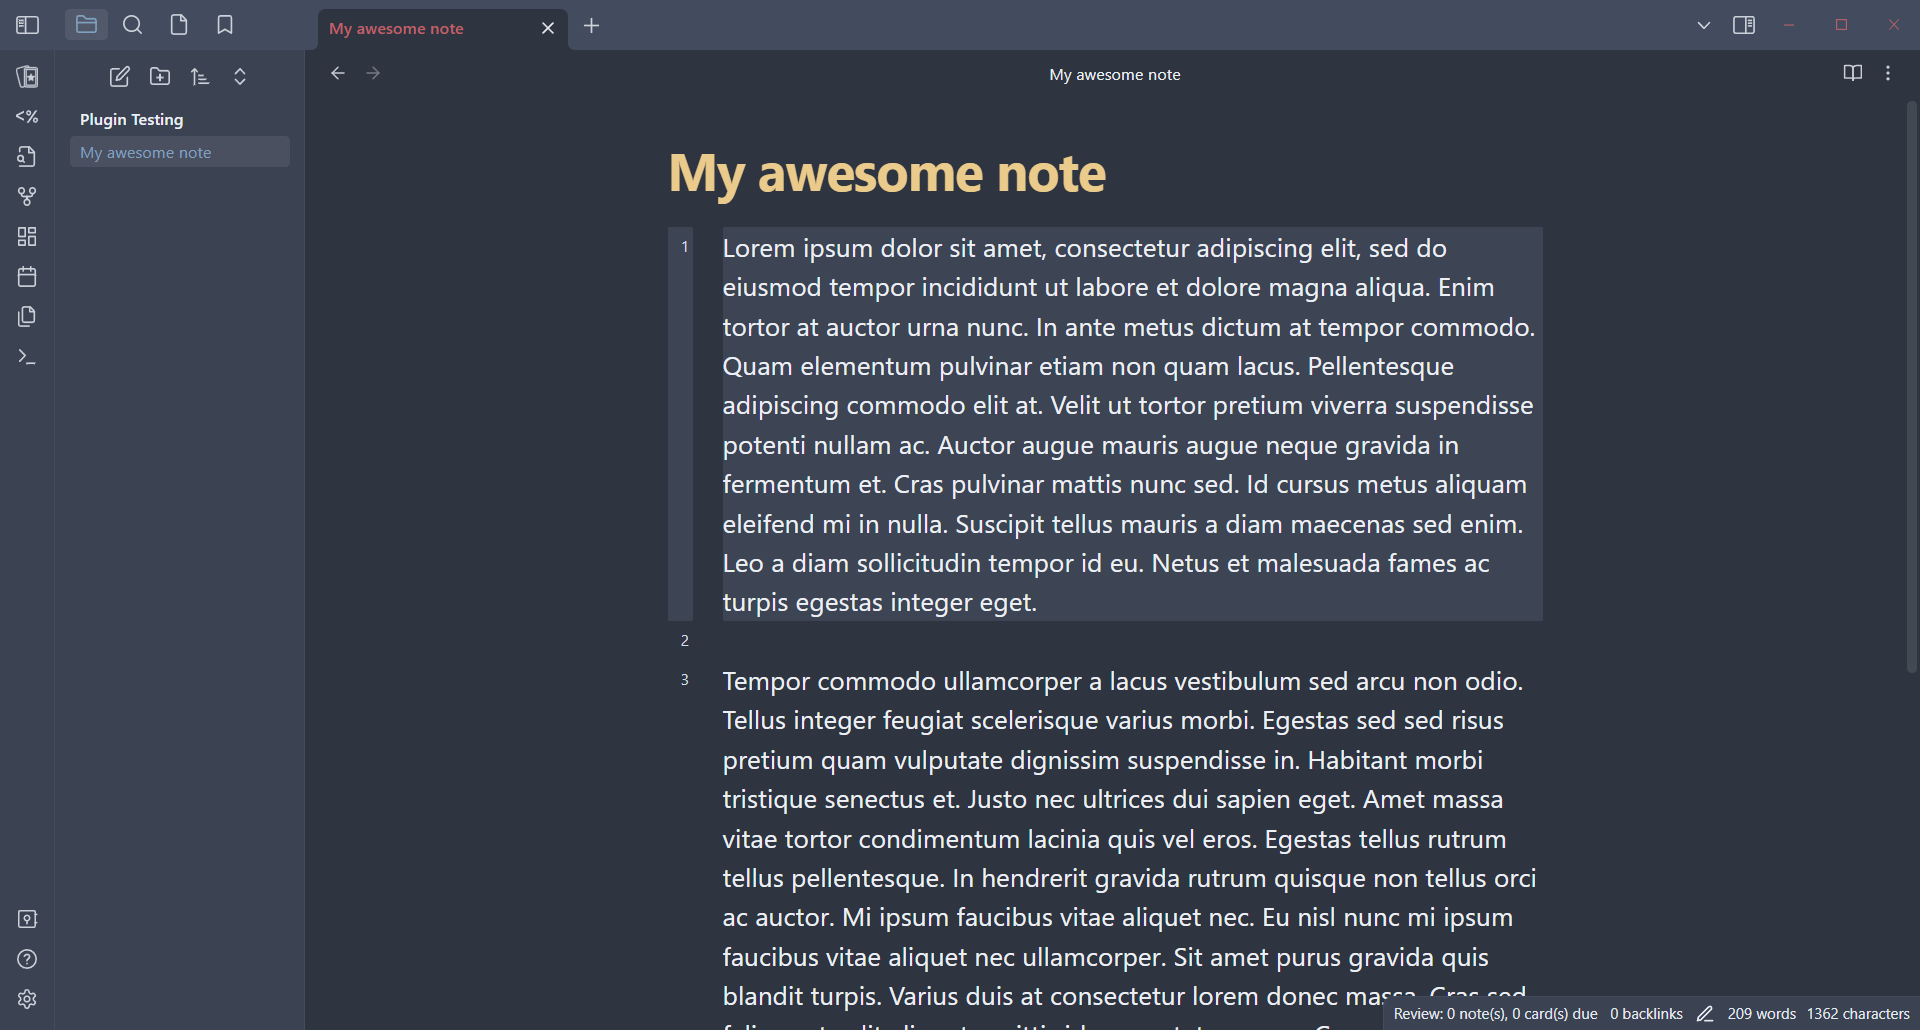 My awesome note
My awesome note
Plugin Testing
My awesome note
My awesome note
1 Lorem ipsum dolor sit amet, consectetur adipiscing elit, sed do
eiusmod tempor incididunt ut labore et dolore magna aliqua. Enim
tortor at auctor urna nunc. In ante metus dictum at tempor commodo.
Quam elementum pulvinar etiam non quam lacus. Pellentesque
adipiscing commodo elit at. Velit ut tortor pretium viverra suspendisse
potenti nullam ac. Auctor augue mauris augue neque gravida in
fermentum et. Cras pulvinar mattis nunc sed. Id cursus metus aliquam
eleifend mi in nulla. Suscipit tellus mauris a diam maecenas sed enim.
Leo a diam sollicitudin tempor id eu. Netus et malesuada fames ac
turpis egestas integer eget.
2
3 Tempor commodo ullamcorper a lacus vestibulum sed arcu non odio.
Tellus integer feugiat scelerisque varius morbi. Egestas sed sed risus
pretium quam vulputate dignissim suspendisse in. Habitant morbi
tristique senectus et. Justo nec ultrices dui sapien eget. Amet massa
vitae tortor condimentum lacinia quis vel eros. Egestas tellus rutrum
tellus pellentesque. In hendrerit gravida rutrum quisque non tellus orci
ac auctor. Mi ipsum faucibus vitae aliquet nec. Eu nisl nunc mi ipsum
faucibus vitae aliquet nec ullamcorper. Sit amet purus gravida quis
blandit turpis. Varius duis at consectetur lorem donec massa. Cras sed
Review: 0 note(s), 0 card(s) due 0 backlinks 209 words 1362 characters